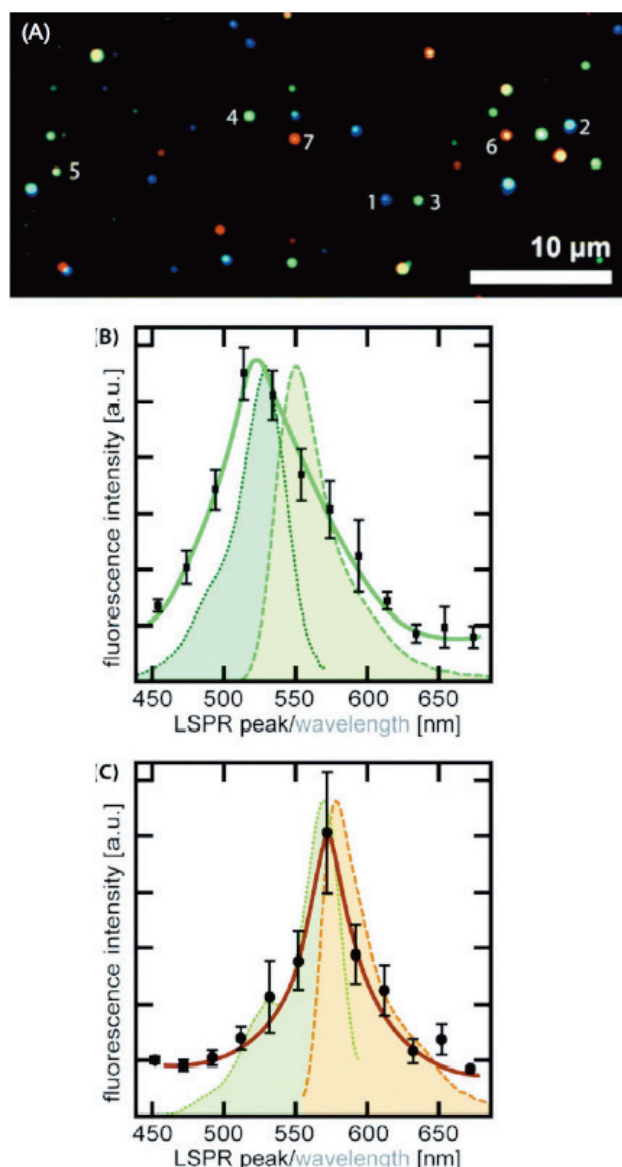 (A)
4
7
5
1
3
6
2
10 µm
(B)
fluorescence intensity [a.u.]
450 500 550 600 650
LSPR peak/wavelength [nm]
(C)
fluorescence intensity [a.u.]
450 500 550 600 650
LSPR peak/wavelength [nm]